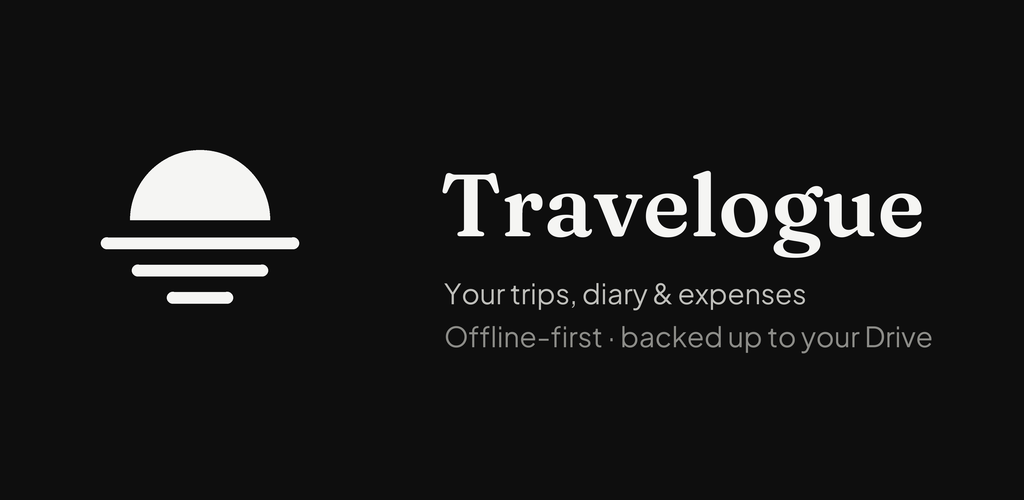 Travelogue
Your trips, diary & expenses
Offline-first · backed up to your Drive